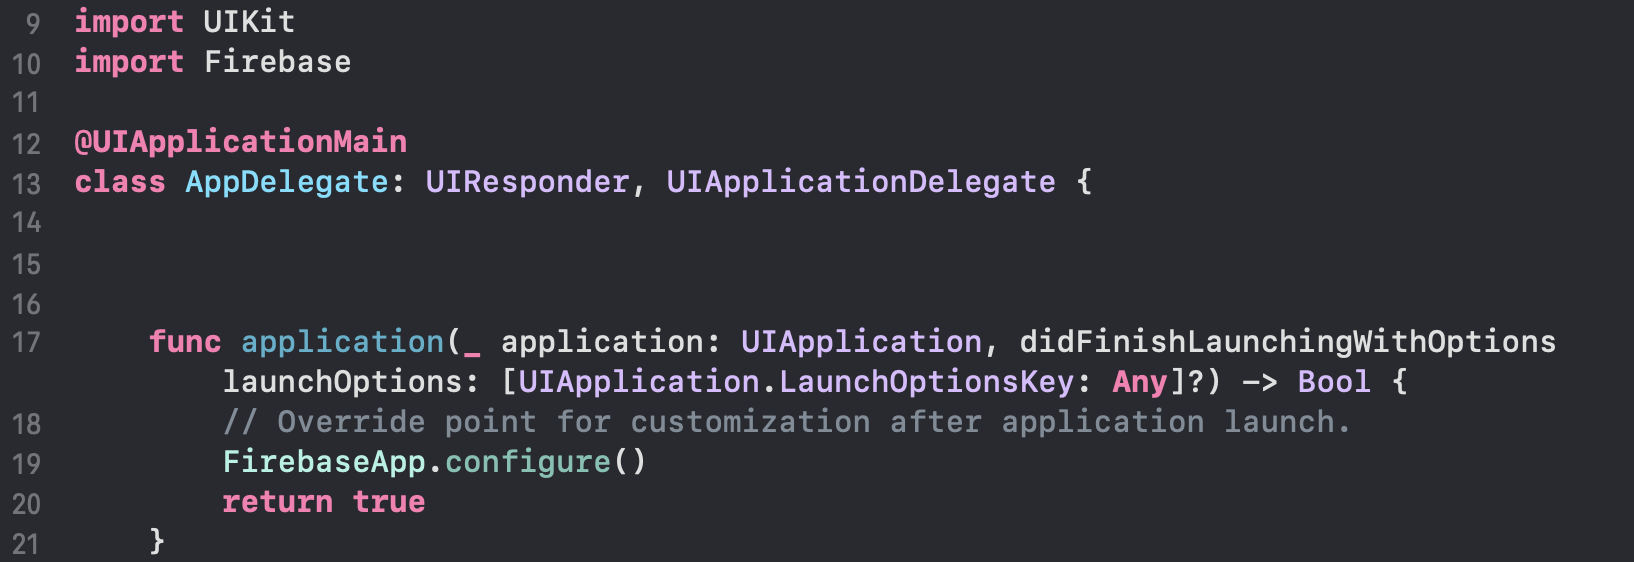 9 import UIKit
10 import Firebase
11
12 @UIApplicationMain
13 class AppDelegate: UIResponder, UIApplicationDelegate {
14
15
16
17 func application(_ application: UIApplication, didFinishLaunchingWithOptions
launchOptions: [UIApplication.LaunchOptionsKey: Any]?) -> Bool {
18 // Override point for customization after application launch.
19 FirebaseApp.configure()
20 return true
21 }